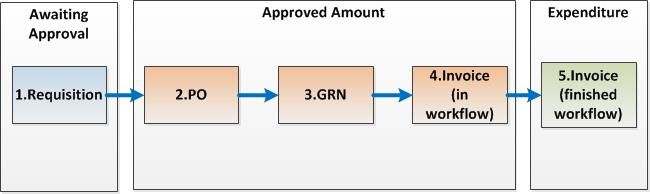 Awaiting
Approval
Approved Amount
Expenditure
1.Requisition
2.PO
3.GRN
4.Invoice
(in
workflow)
5.Invoice
(finished
workflow)